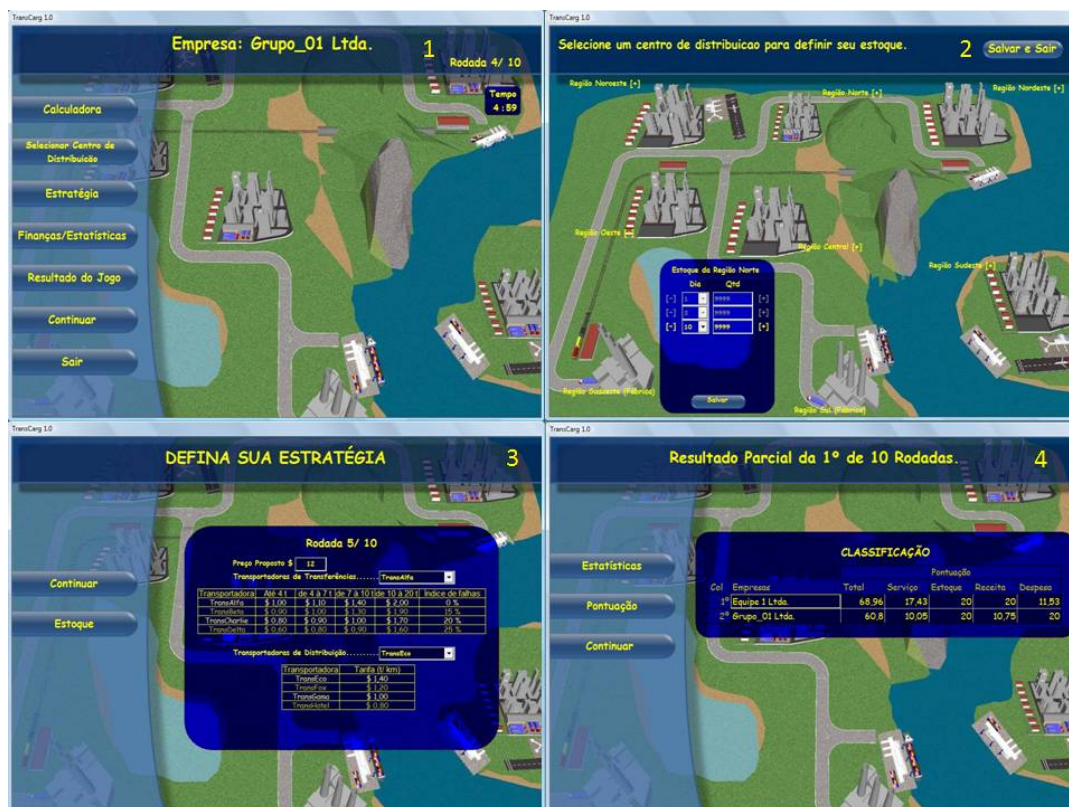 TransCarg 1.0
Empresa: Grupo_01 Ltda.
1
Rodada 4/ 10
Tempo
4:59
Calculadora
Selecionar Centro de
Distribuicão
Estratégia
Finanças/Estatísticas
Resultado do Jogo
Continuar
Sair
TransCarg 1.0
Selecione um centro de distribuicao para definir seu estoque.
2
Salvar e Sair
Região Noroeste [+]
Região Norte [+]
Região Nordeste [+]
Região Oeste [+]
Região Central [+]
Região Sudeste [+]
Estoque da Região Norte
Dia Qtd
[-] 1 9999 [+]
[-] 9999 [+]
[-] 10 9999 [+]
Salvar
Região Sudoeste (Fábrica)
Região Sul (Fábrica)
TransCarg 1.0
DEFINA SUA ESTRATÉGIA
3
Continuar
Estoque
Rodada 5/ 10
Preço Proposto $ 12
Transportadoras de Transferências.......TransAlfa
Transportadora Até 4 t de 4 à 7 t de 7 à 10 t de 10 à 20 t Índice de falhas
TransAlfa $ 1,00 $ 1,10 $ 1,40 $ 2,00 0 %
TransBeta $ 0,90 $ 1,00 $ 1,30 $ 1,90 15 %
TransCharlie $ 0,80 $ 0,90 $ 1,00 $ 1,70 20 %
TransDelta $ 0,60 $ 0,80 $ 0,90 $ 1,60 25 %
Transportadoras de Distribuição.........TransEco
Transportadora Tarifa (t/ km)
TransEco $ 1,40
TransFox $ 1,20
TransGama $ 1,00
TransHotel $ 0,80
TransCarg 1.0
Resultado Parcial da 1º de 10 Rodadas.
4
Estatísticas
Pontuação
Continuar
CLASSIFICAÇÃO
Pontuação
Col Empresas Total Serviço Estoque Receita Despesa
1º Equipe 1 Ltda. 68,96 17,43 20 20 11,53
2º Grupo_01 Ltda. 60,8 10,05 20 10,75 20